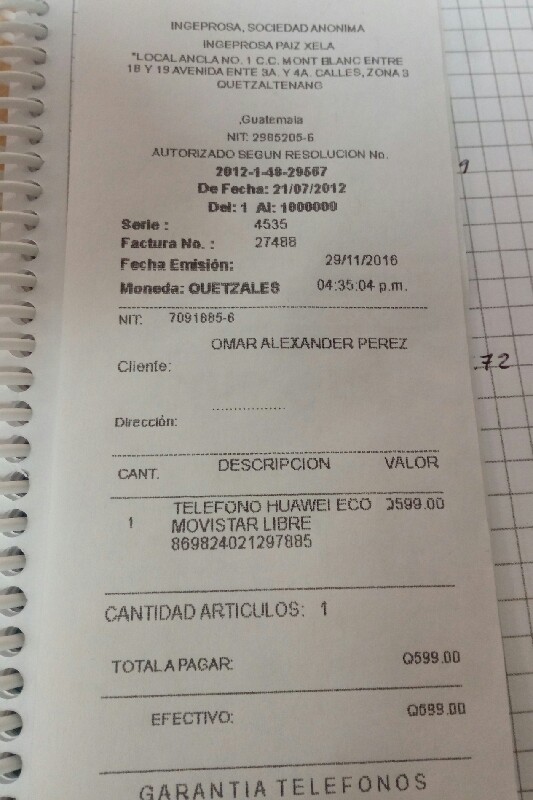 INGEPROSA, SOCIEDAD ANONIMA
INGEPROSA PAIZ XELA
"LOCAL ANCLA NO. 1 C.C. MONT BLANC ENTRE
18 Y 19 AVENIDA ENTE 3A. Y 4A. CALLES, ZONA 3
QUETZALTENANG
,Guatemala
NIT: 2985205-6
AUTORIZADO SEGUN RESOLUCION No.
2012-1-48-29567
De Fecha: 21/07/2012
Del: 1 Al: 1000000
Serie : 4535
Factura No. : 27488
Fecha Emisión: 29/11/2016
Moneda: QUETZALES 04:35:04 p.m.
NIT: 7091885-6
OMAR ALEXANDER PEREZ
Cliente:
72
Dirección:
CANT. DESCRIPCION VALOR
1 TELEFONO HUAWEI ECO Q599.00
MOVISTAR LIBRE
869824021297885
CANTIDAD ARTICULOS: 1
TOTAL A PAGAR: Q599.00
EFECTIVO: Q599.00
GARANTIA TELEFONOS